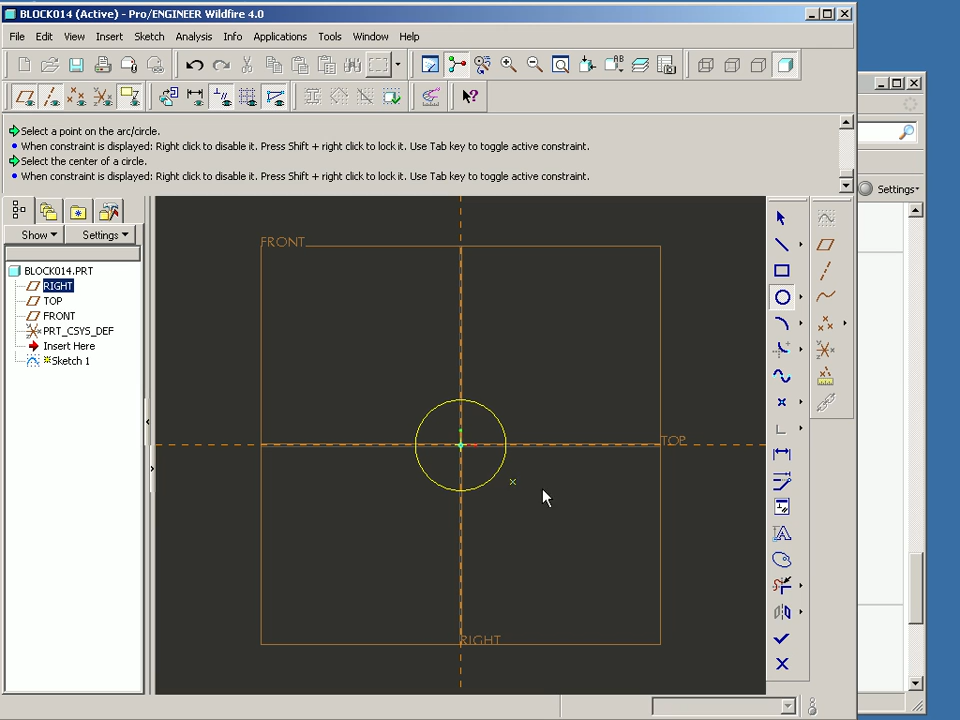 BLOCK014 (Active) - Pro/ENGINEER Wildfire 4.0
File Edit View Insert Sketch Analysis Info Applications Tools Window Help
Select a point on the arc/circle.
When constraint is displayed: Right click to disable it. Press Shift + right click to lock it. Use Tab key to toggle active constraint.
Select the center of a circle.
When constraint is displayed: Right click to disable it. Press Shift + right click to lock it. Use Tab key to toggle active constraint.
Settings
Show Settings
BLOCK014.PRT
RIGHT
TOP
FRONT
PRT_CSYS_DEF
Insert Here
Sketch 1
FRONT
TOP
RIGHT